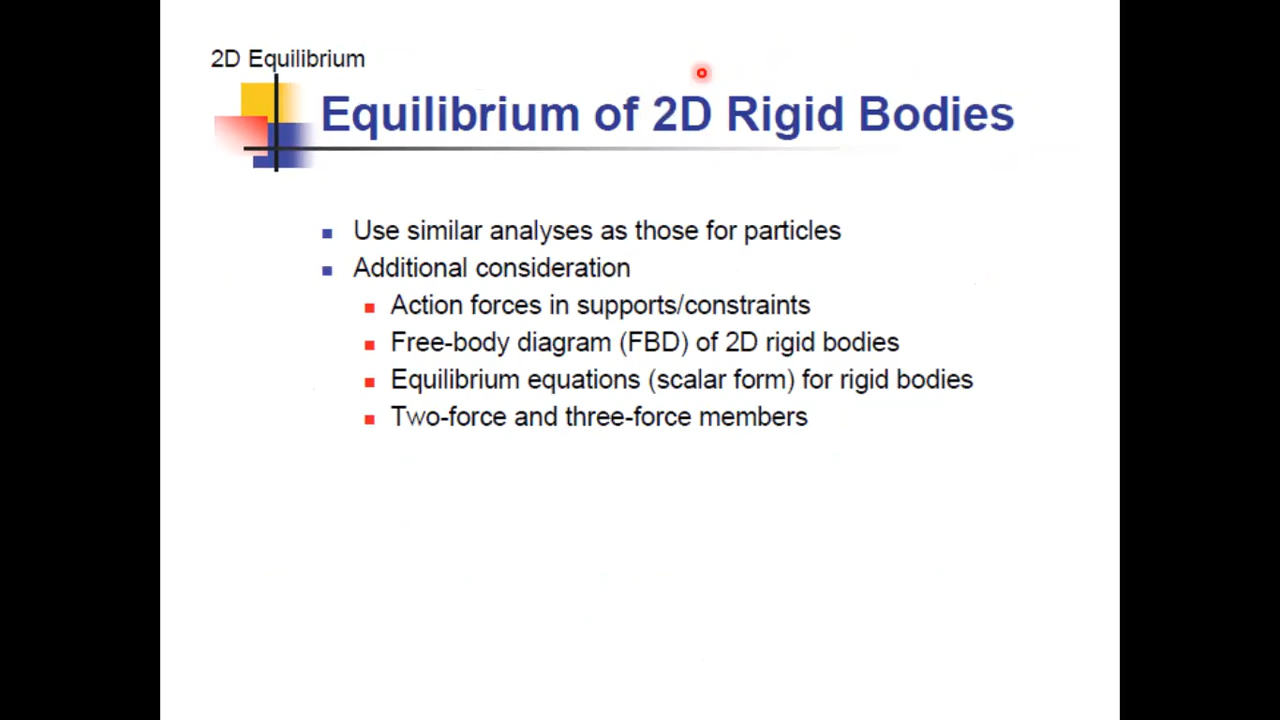 2D Equilibrium
Equilibrium of 2D Rigid Bodies
Use similar analyses as those for particles
Additional consideration
Action forces in supports/constraints
Free-body diagram (FBD) of 2D rigid bodies
Equilibrium equations (scalar form) for rigid bodies
Two-force and three-force members